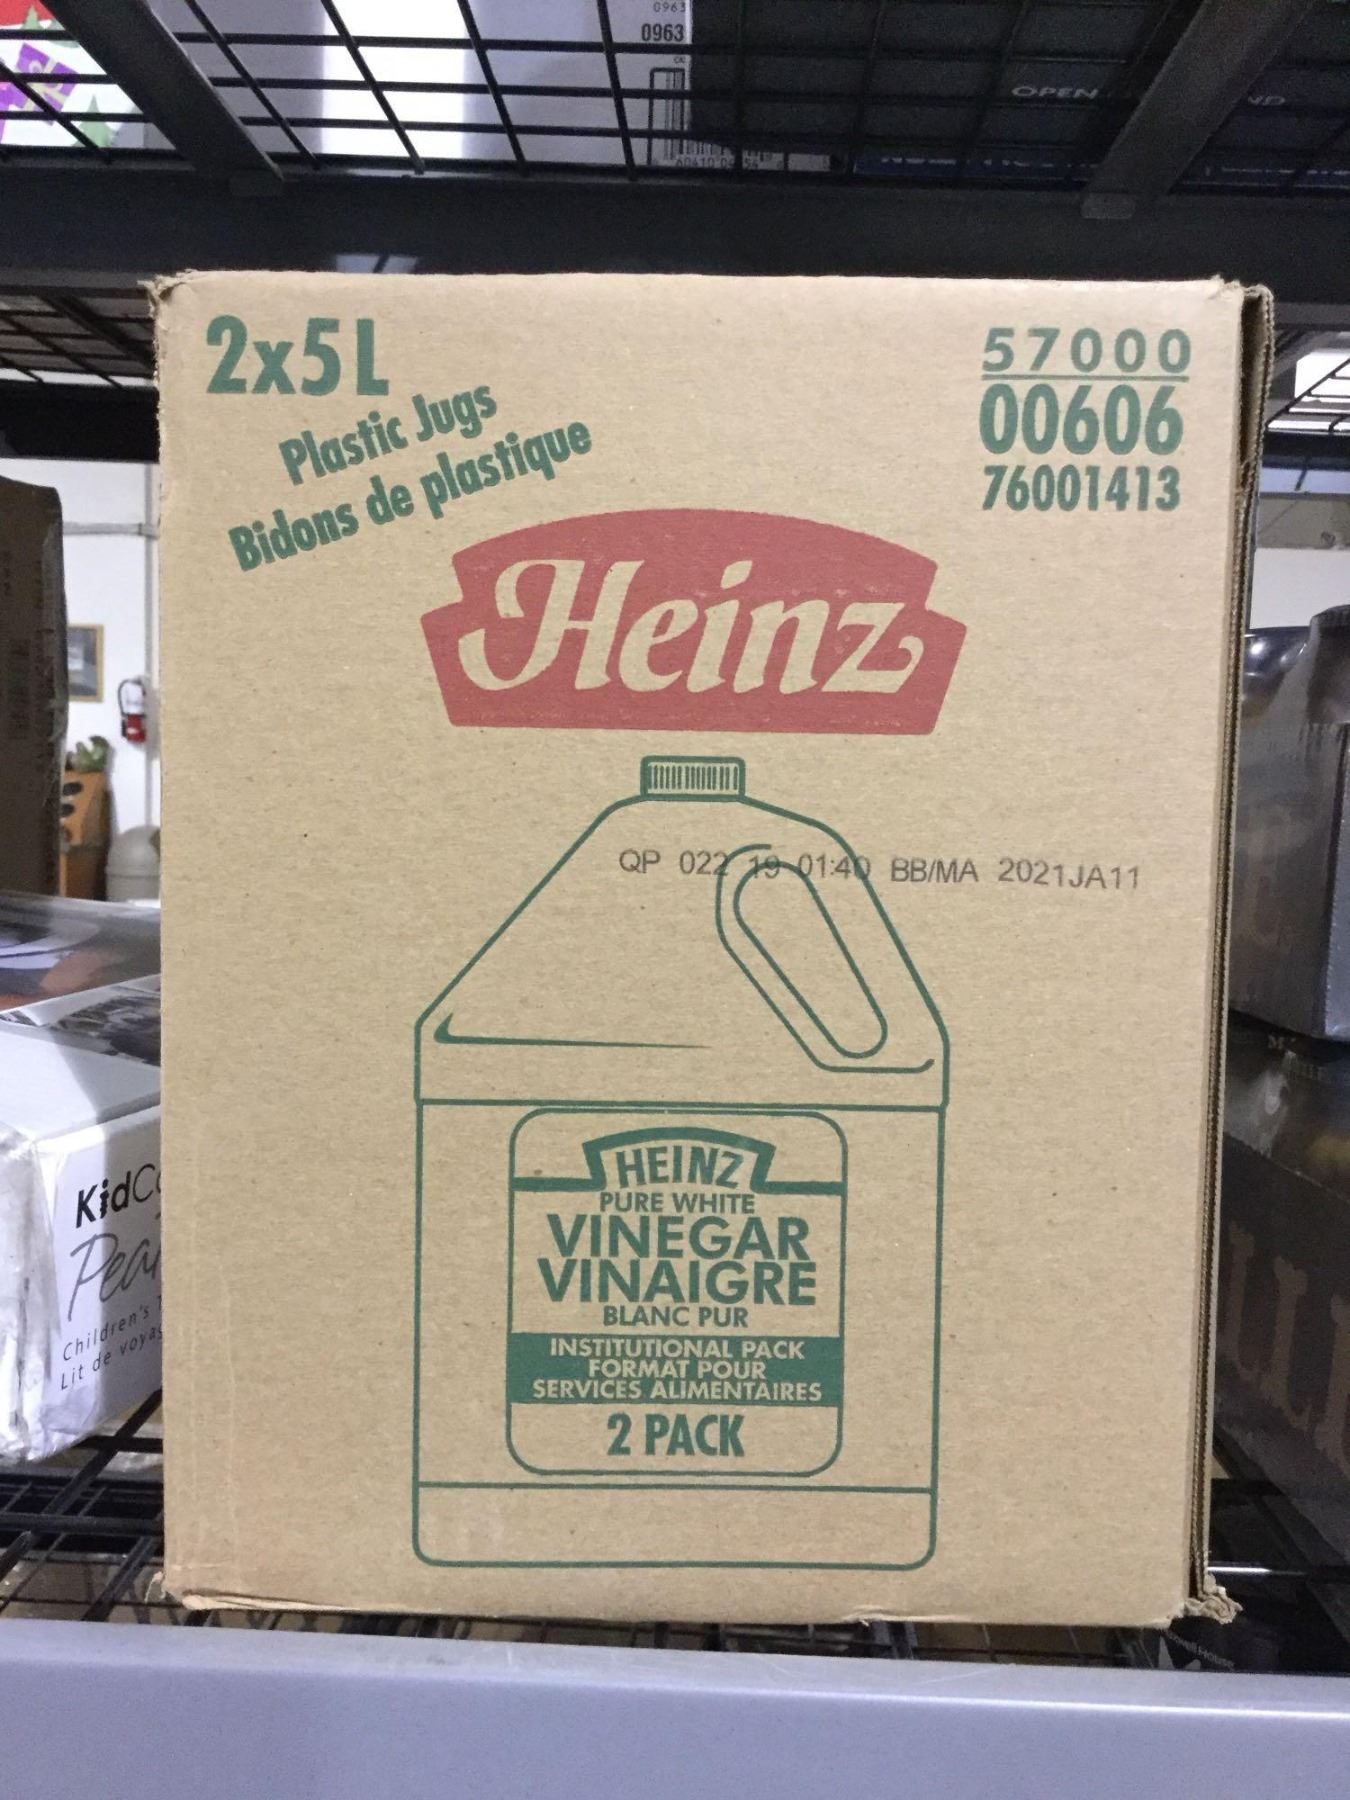 0963
0963
OPEN
2x5L
Plastic Jugs
Bidons de plastique
57000
00606
76001413
Heinz
QP 022 19 01:40 BB/MA 2021JA11
HEINZ
PURE WHITE
VINEGAR
VINAIGRE
BLANC PUR
INSTITUTIONAL PACK
FORMAT POUR
SERVICES ALIMENTAIRES
2 PACK
Children's
Lit de